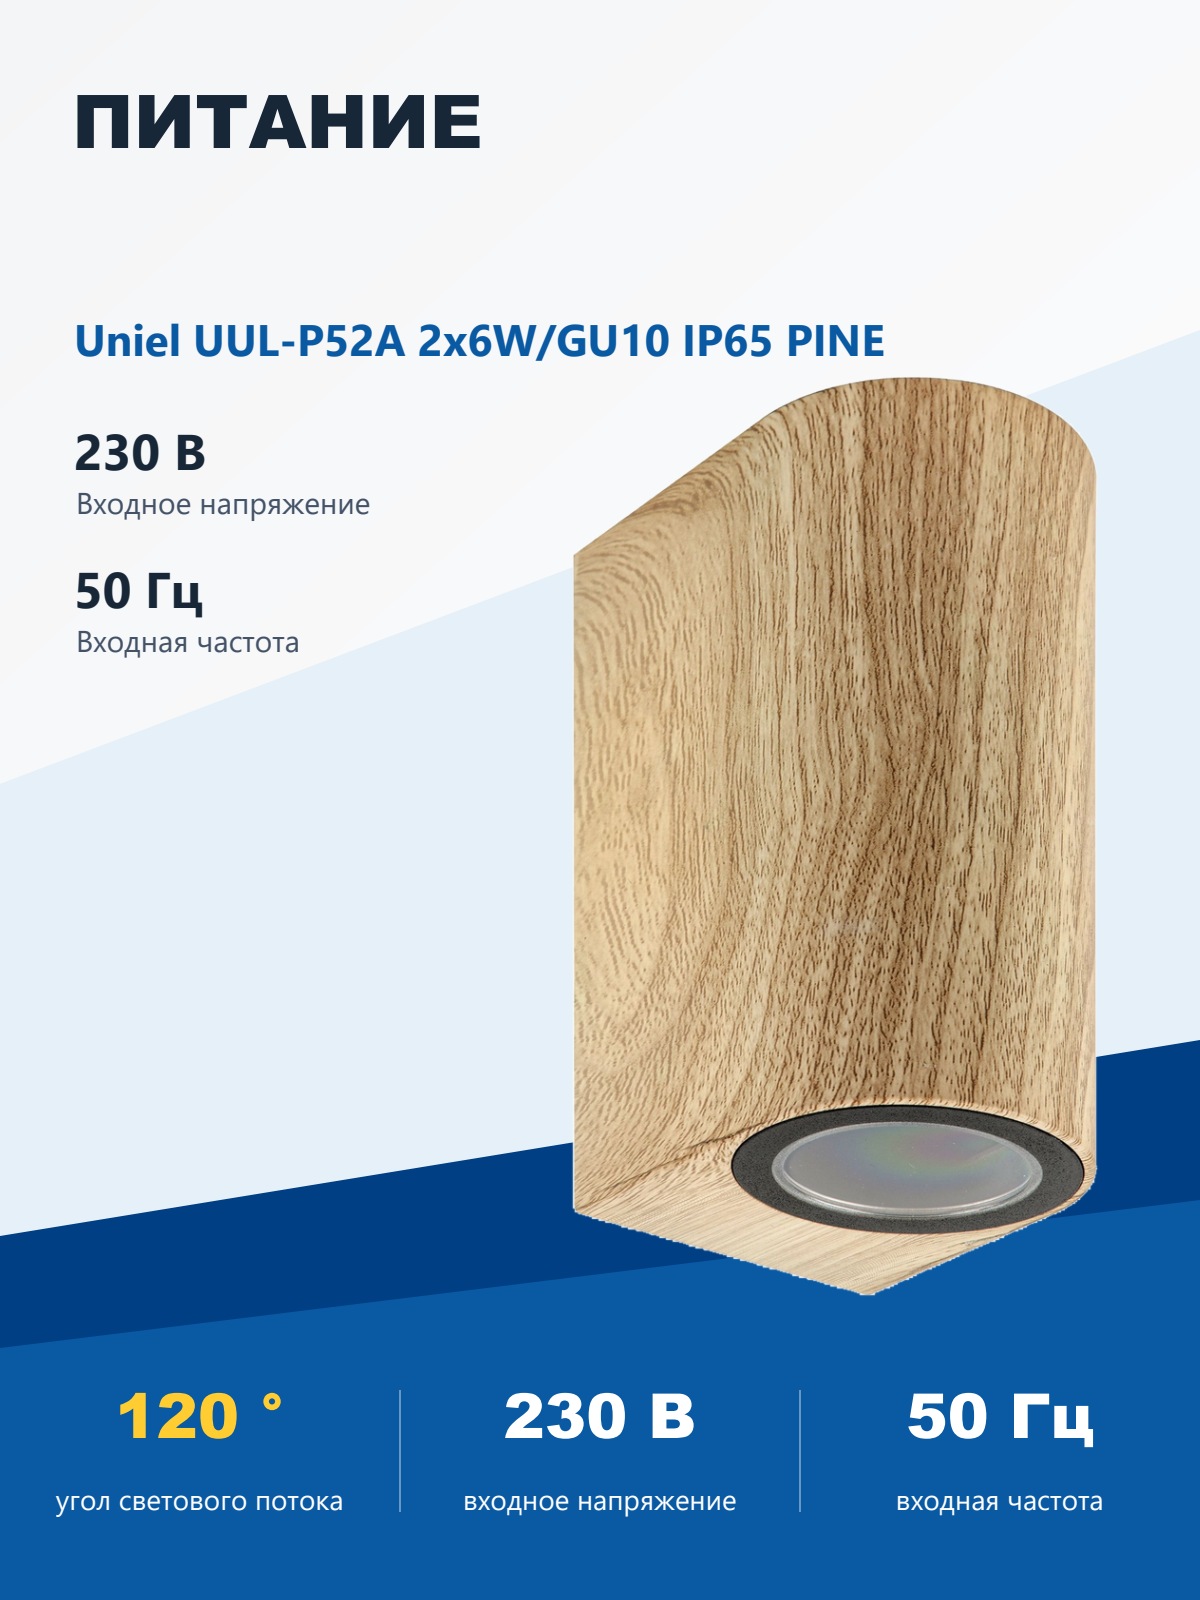 ПИТАНИЕ
Uniel UUL-P52A 2x6W/GU10 IP65 PINE
230 В
Входное напряжение
50 Гц
Входная частота
120 °
угол светового потока
230 В
входное напряжение
50 Гц
входная частота